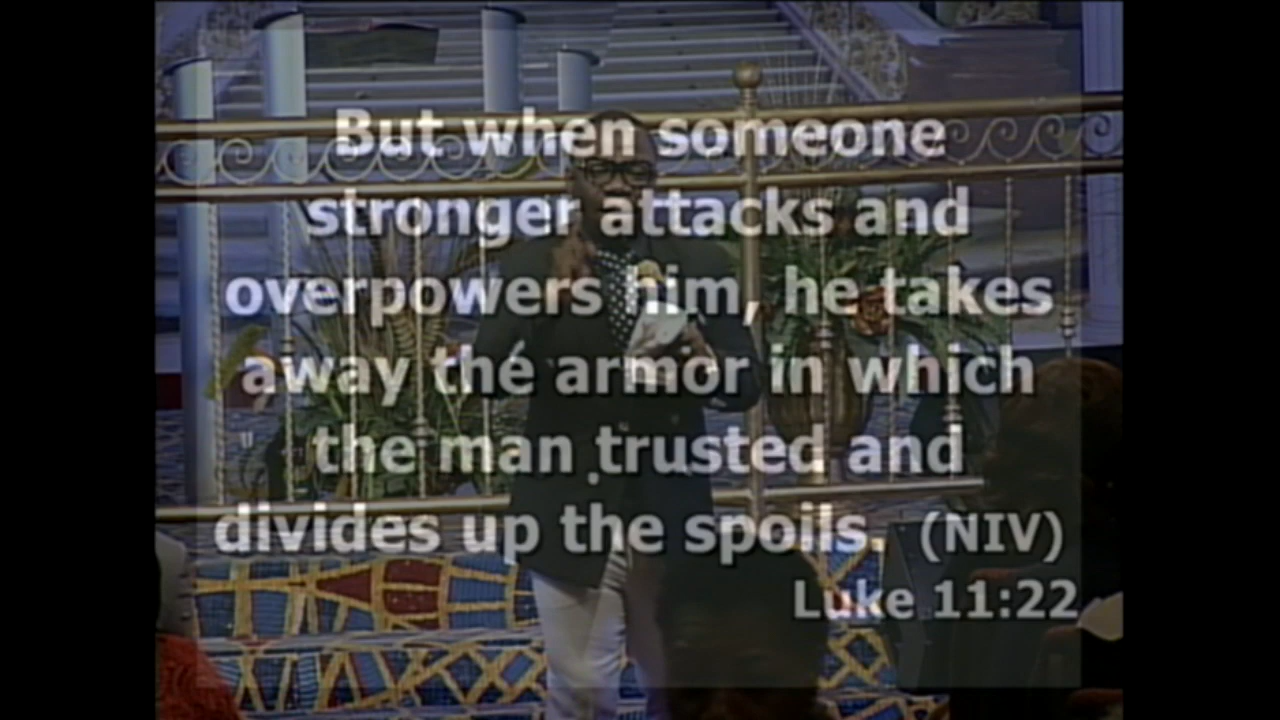 But when someone
stronger attacks and
overpowers him, he takes
away the armor in which
the man trusted and
divides up the spoils. (NIV)
Luke 11:22